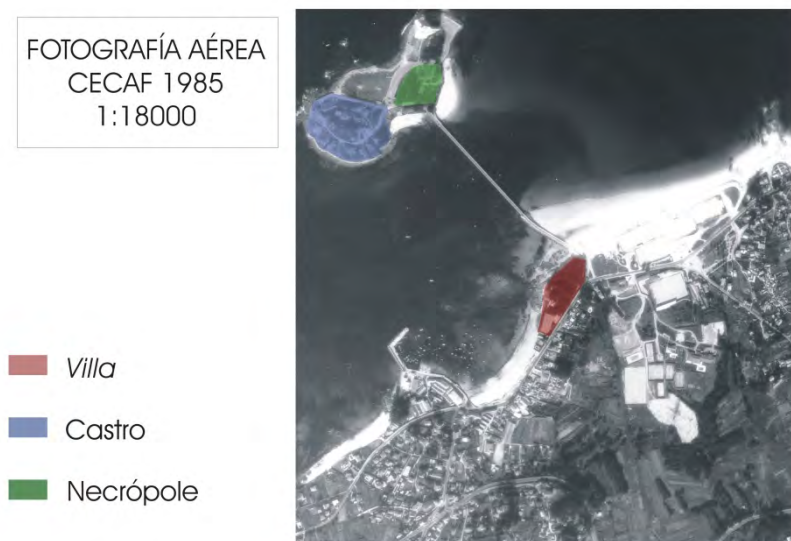 FOTOGRAFÍA AÉREA
CECAF 1985
1:18000
Villa
Castro
Necrópole